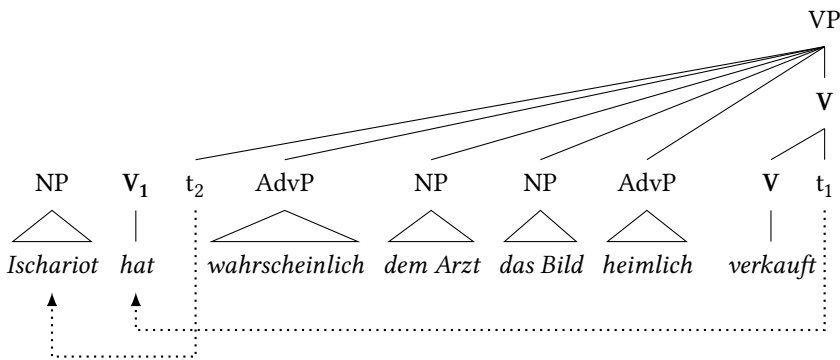 VP
V
NP V₁ t₂ AdvP NP NP AdvP V t₁
Ischariot hat wahrscheinlich dem Arzt das Bild heimlich verkauft